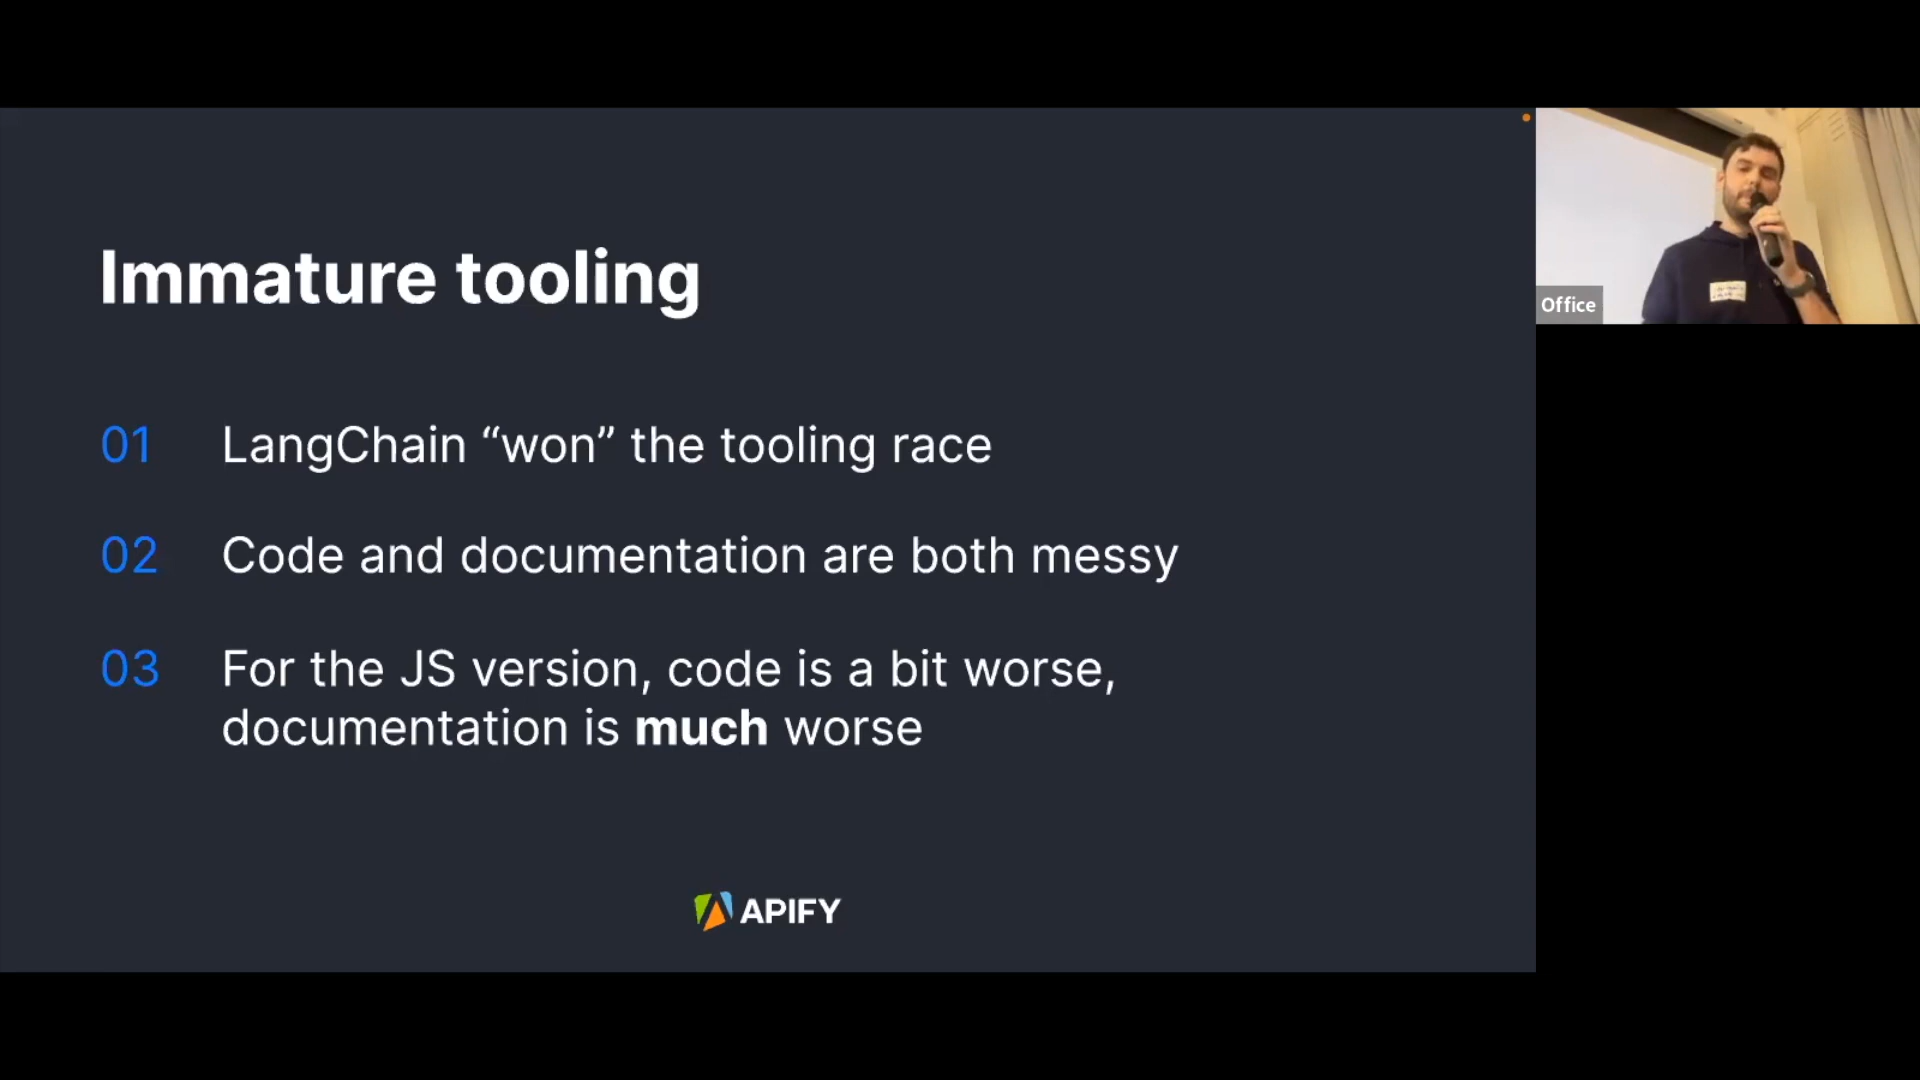 Immature tooling
01 LangChain “won” the tooling race
02 Code and documentation are both messy
03 For the JS version, code is a bit worse,
documentation is much worse
APIFY
Office